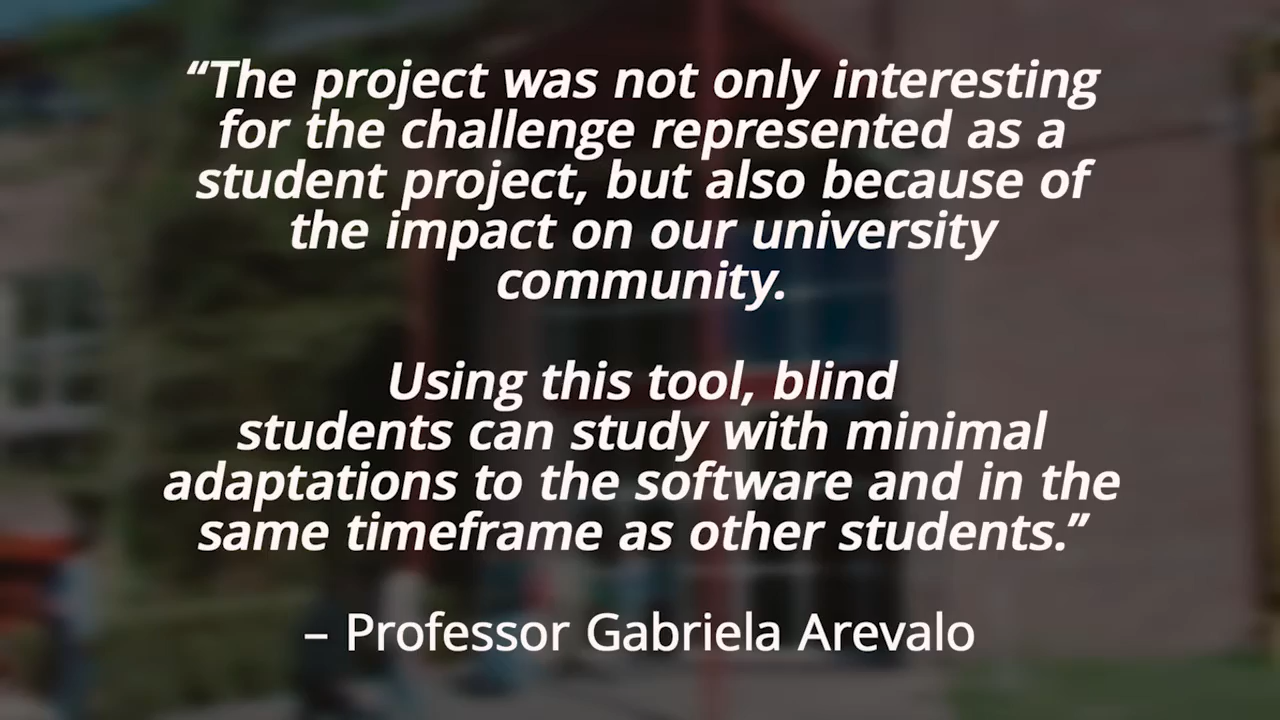 “The project was not only interesting
for the challenge represented as a
student project, but also because of
the impact on our university
community.
Using this tool, blind
students can study with minimal
adaptations to the software and in the
same timeframe as other students.”
– Professor Gabriela Arevalo